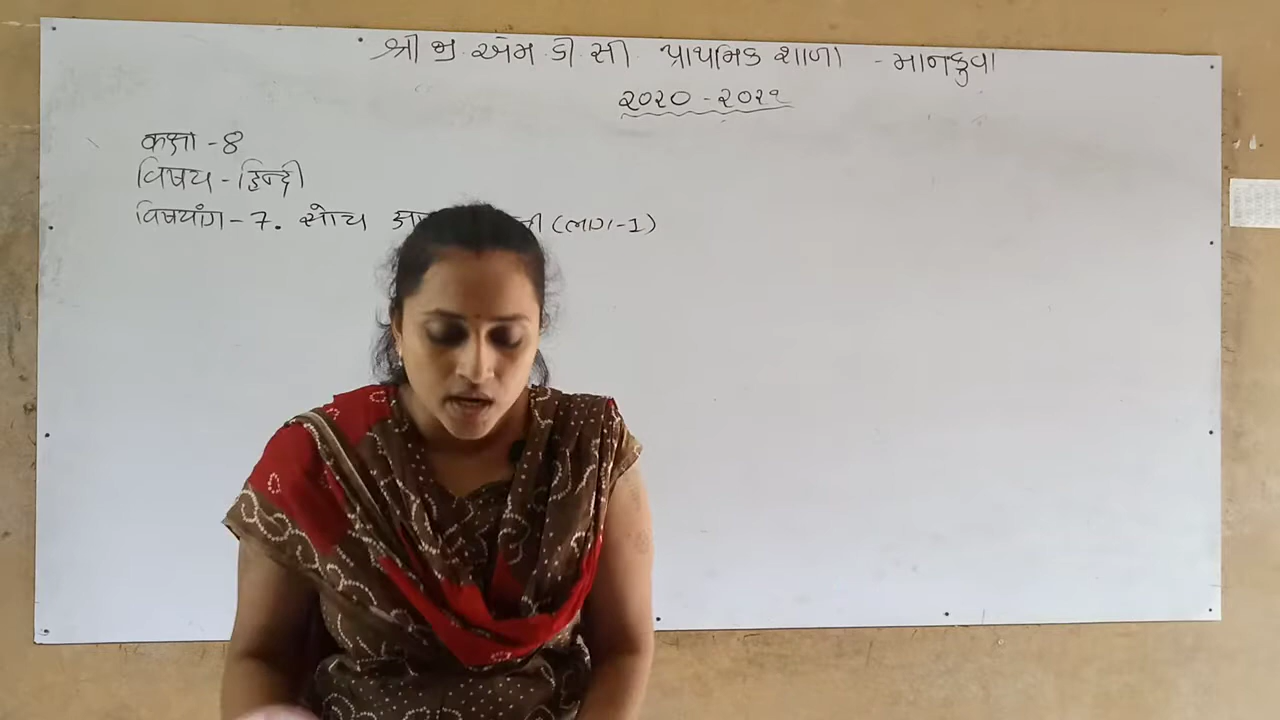 શ્રી જી. એમ. ડી. સી. પ્રાથમિક શાળા - માનકુવા
૨૦૨૦ - ૨૦૨૧
कक्षा - 8
विषय - हिन्दी
विषयांग - 7. सोच (भाग-1)